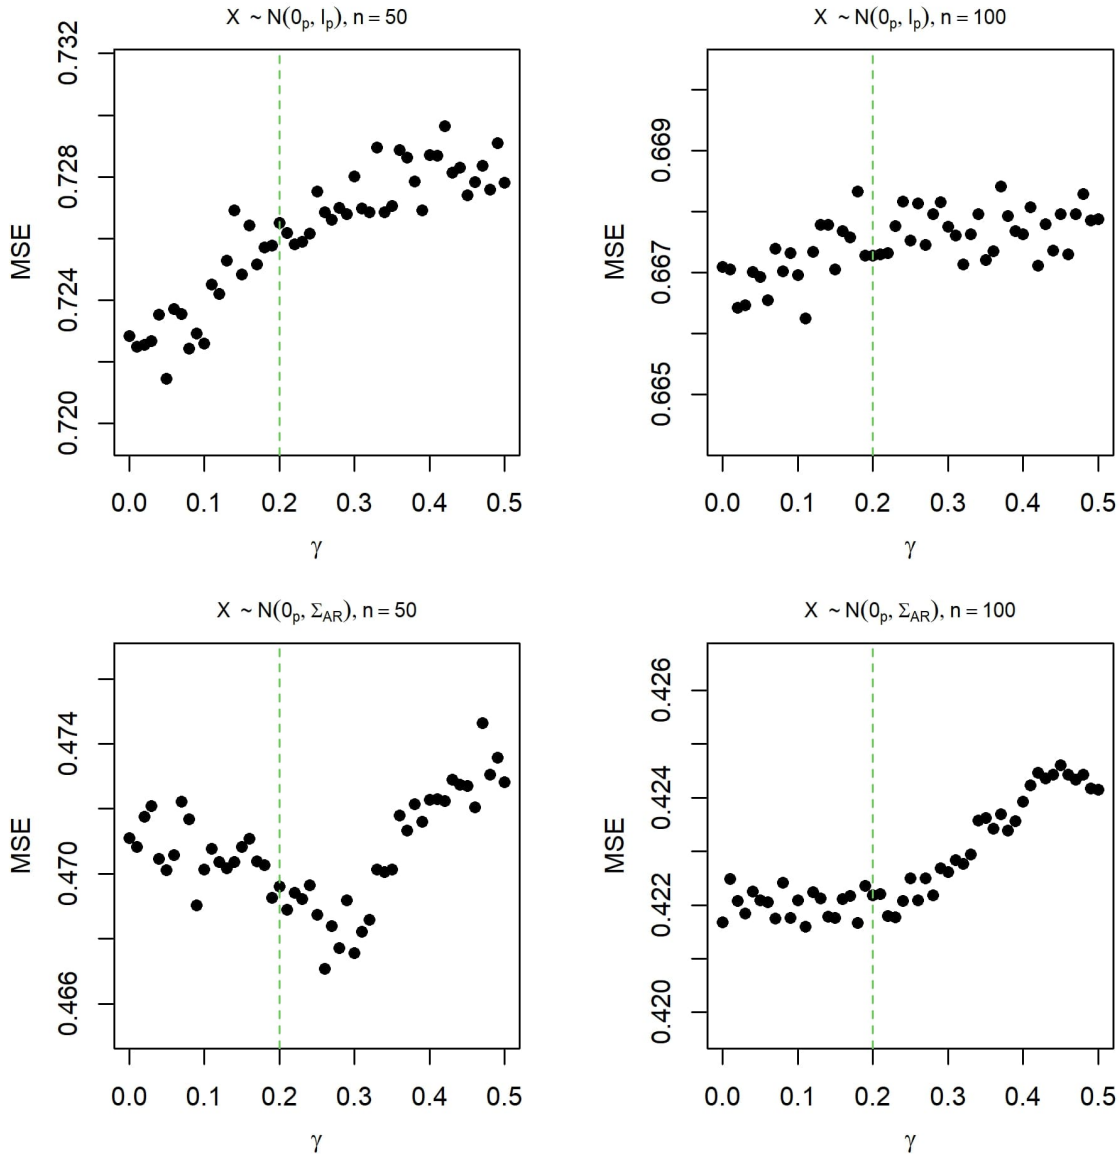 X ~ N(0p, Ip), n = 50
MSE
0.732
0.728
0.724
0.720
0.0 0.1 0.2 0.3 0.4 0.5
γ
X ~ N(0p, Ip), n = 100
MSE
0.669
0.667
0.665
0.0 0.1 0.2 0.3 0.4 0.5
γ
X ~ N(0p, ΣAR), n = 50
MSE
0.474
0.470
0.466
0.0 0.1 0.2 0.3 0.4 0.5
γ
X ~ N(0p, ΣAR), n = 100
MSE
0.426
0.424
0.422
0.420
0.0 0.1 0.2 0.3 0.4 0.5
γ